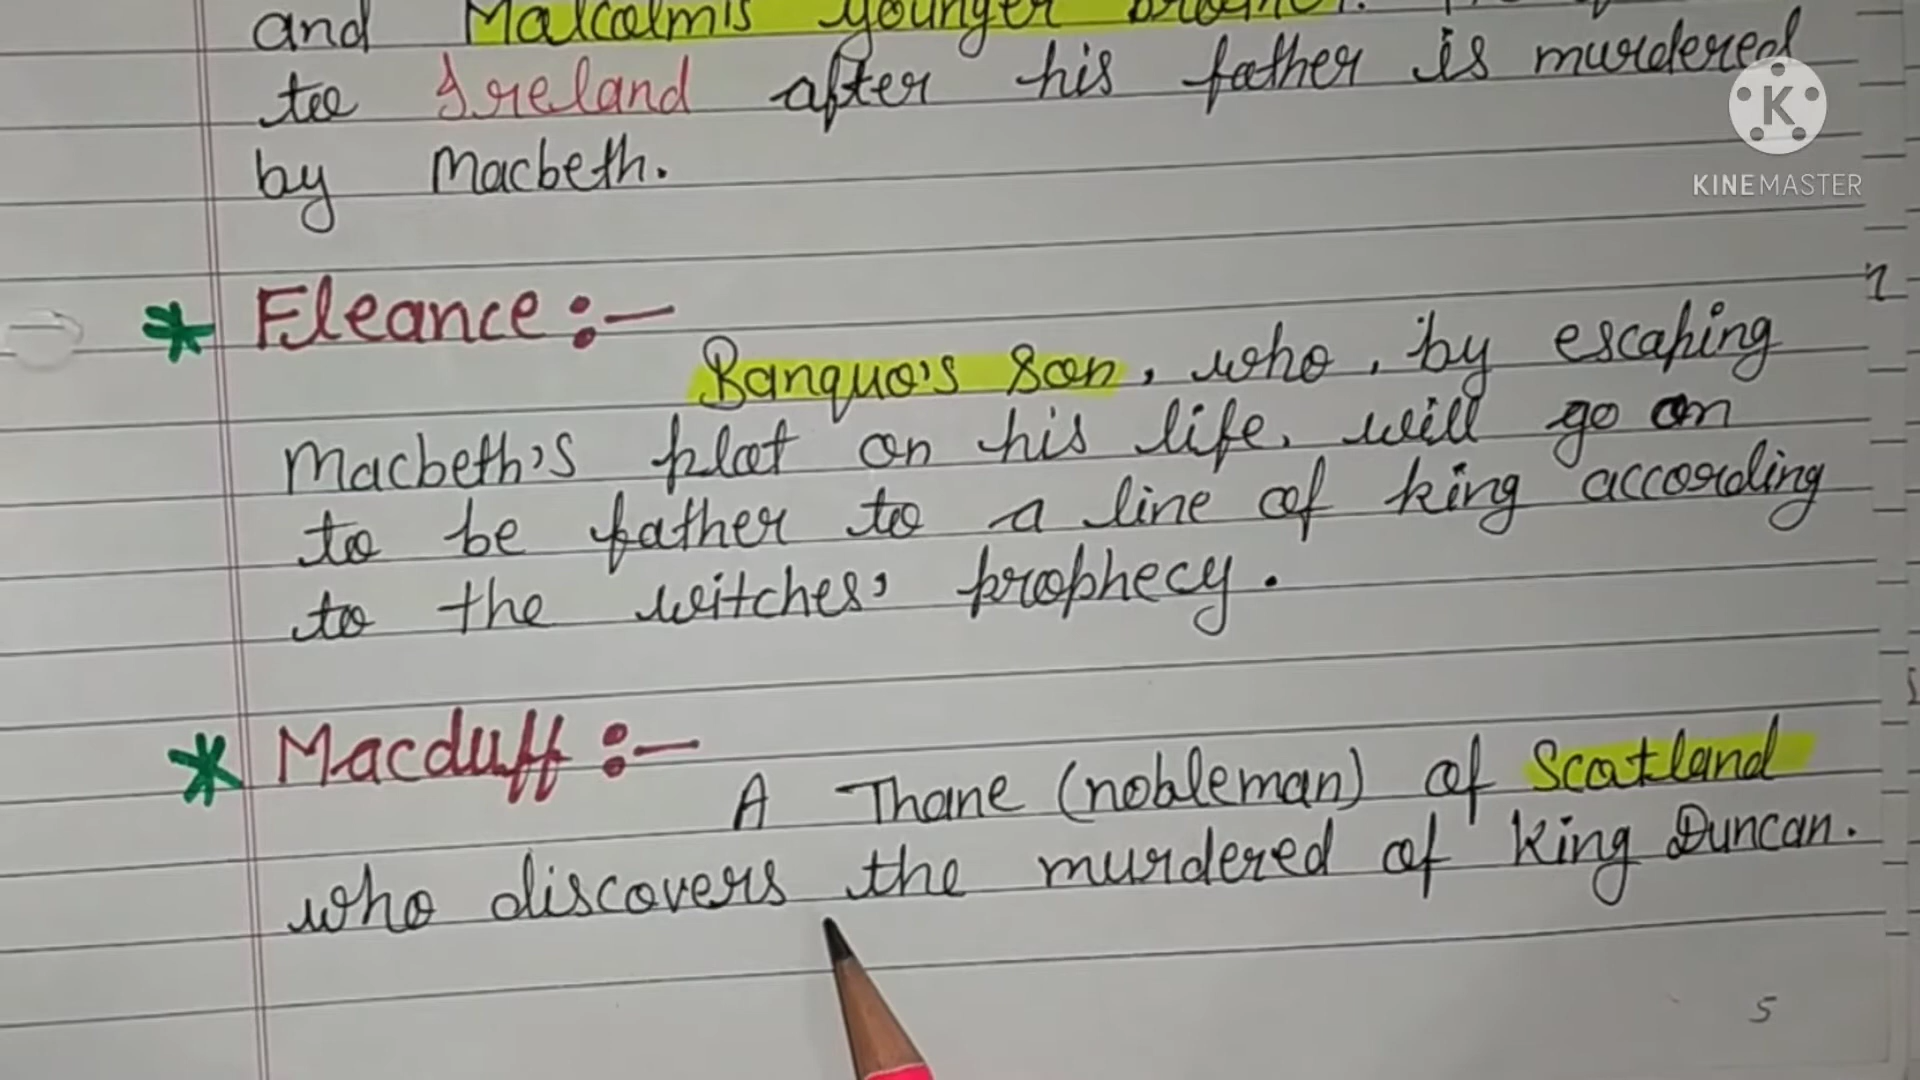 and Malcolm's younger brother.
to Ireland after his father is murdered
by Macbeth.
K
KINEMASTER
* Fleance :-
Banquo's son, who, by escaping
Macbeth's plot on his life, will go on
to be father to a line of king according
to the witches' prophecy.
* Macduff :-
A Thane (nobleman) of Scotland
who discovers the murdered of King Duncan.
5